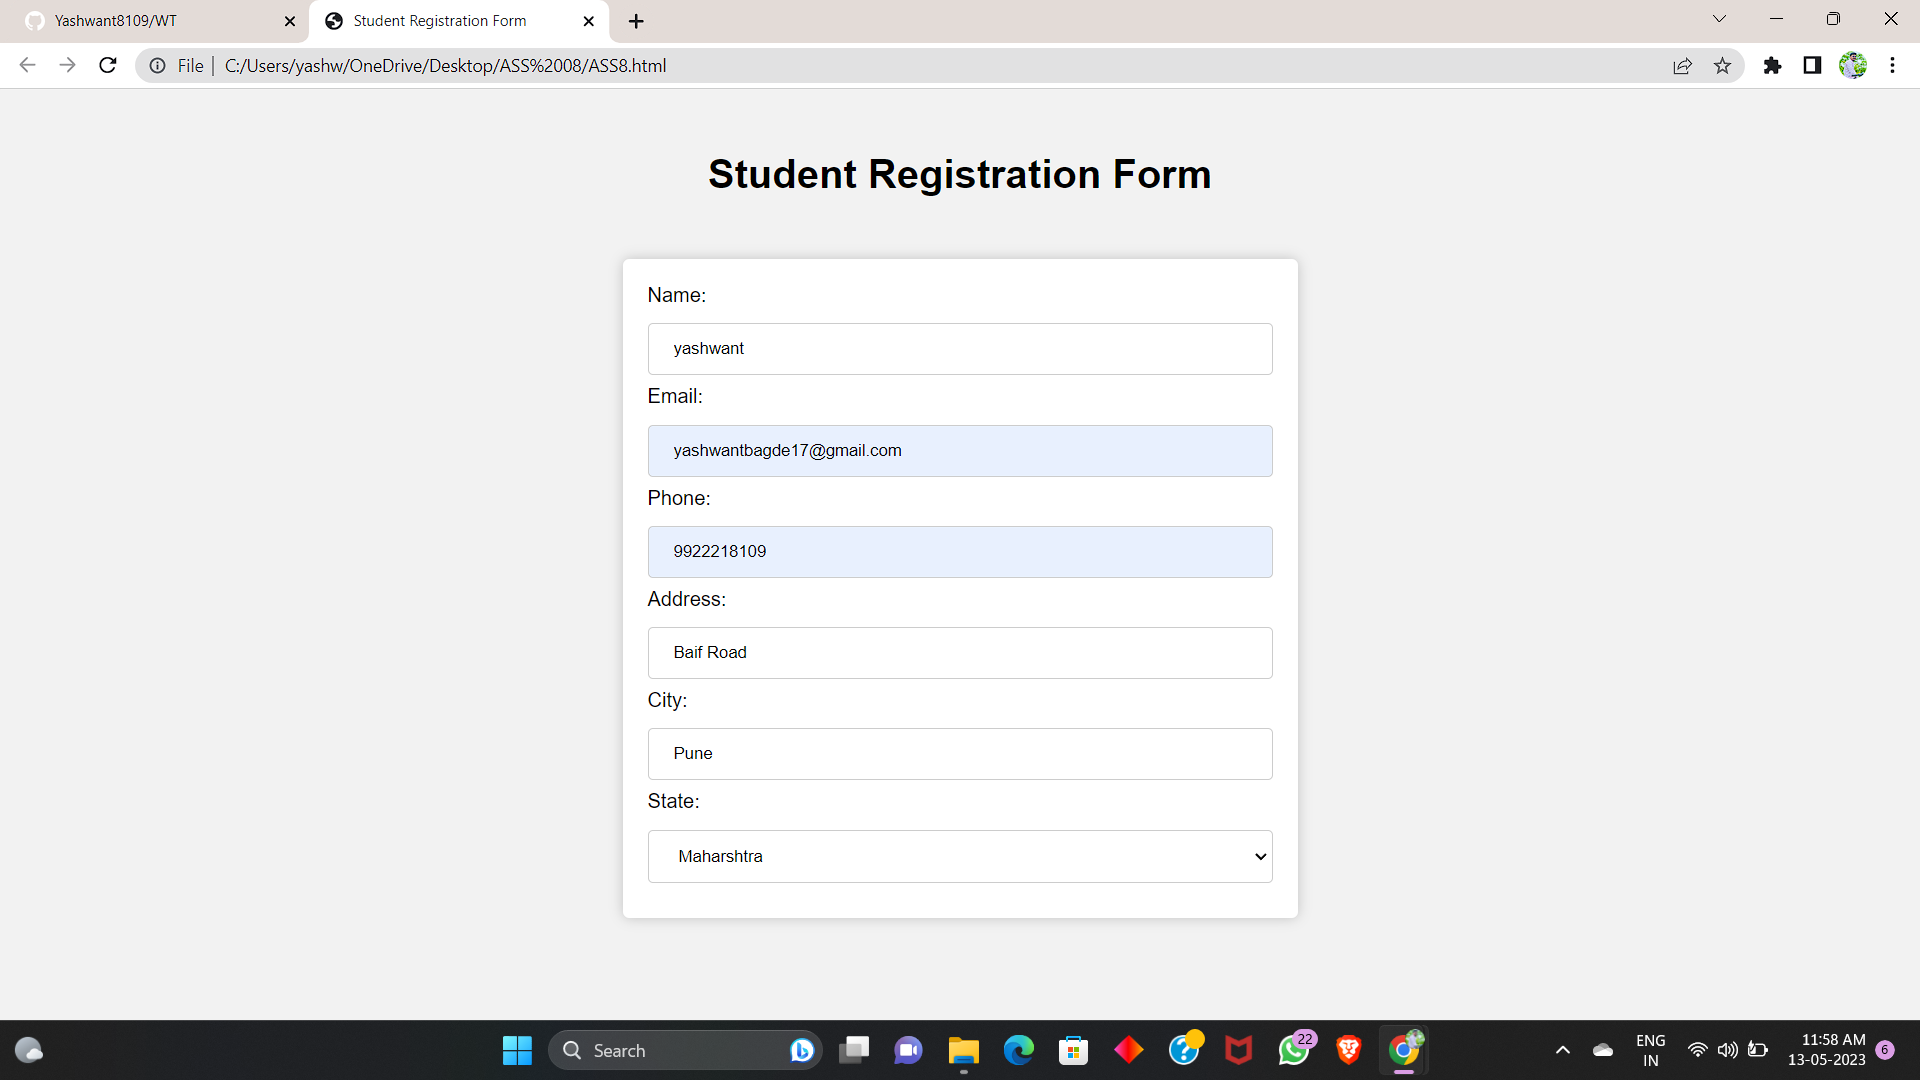 Yashwant8109/WT
Student Registration Form
File
C:/Users/yashw/OneDrive/Desktop/ASS%2008/ASS8.html
Student Registration Form
Name:
yashwant
Email:
yashwantbagde17@gmail.com
Phone:
9922218109
Address:
Baif Road
City:
Pune
State:
Maharshtra
Search
22
ENG
IN
11:58 AM
13-05-2023
6